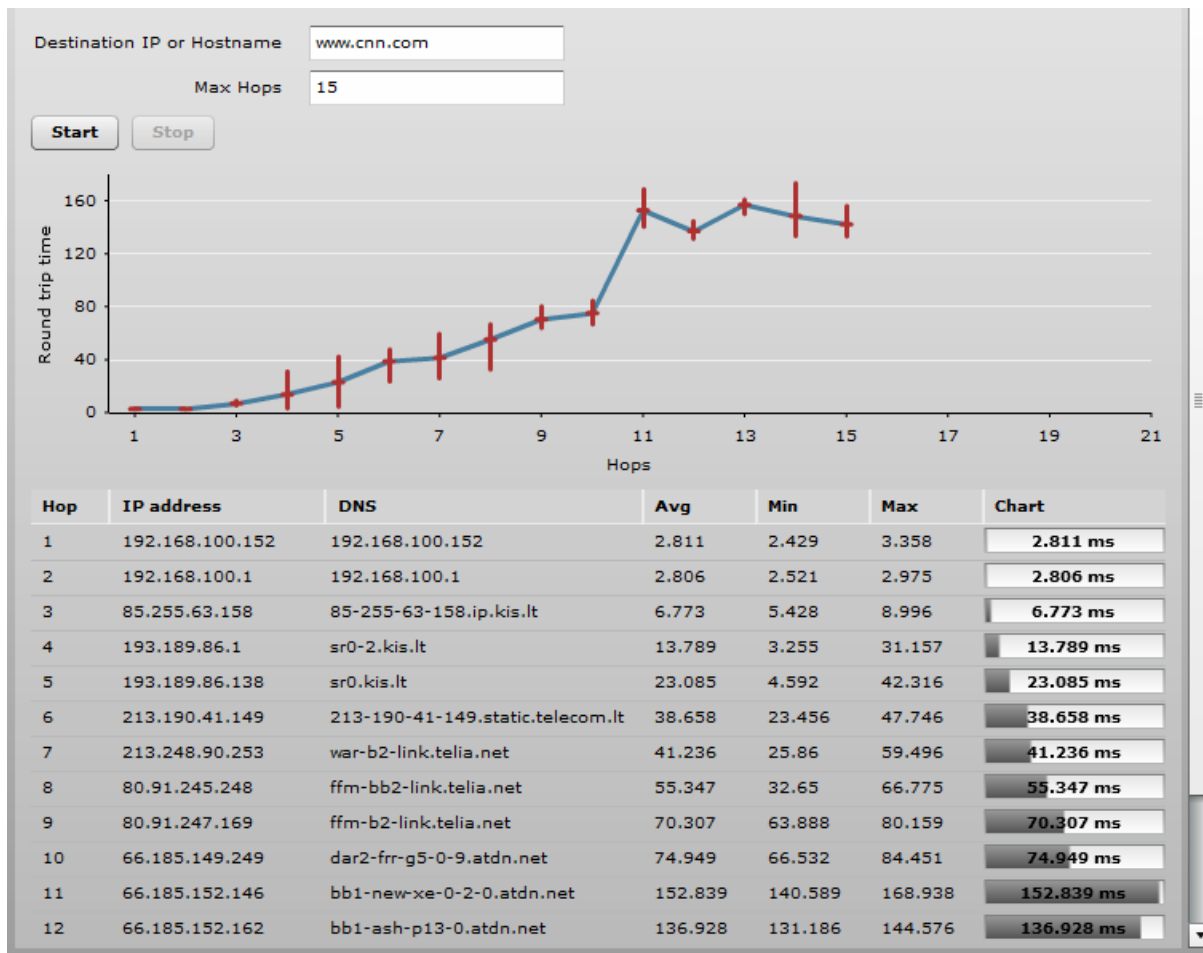 Destination IP or Hostname www.cnn.com
Max Hops 15
Start Stop
Round trip time
160
120
80
40
0
1 3 5 7 9 11 13 15 17 19 21
Hops
Hop IP address DNS Avg Min Max Chart
1 192.168.100.152 192.168.100.152 2.811 2.429 3.358 2.811 ms
2 192.168.100.1 192.168.100.1 2.806 2.521 2.975 2.806 ms
3 85.255.63.158 85-255-63-158.ip.kis.lt 6.773 5.428 8.996 6.773 ms
4 193.189.86.1 sr0-2.kis.lt 13.789 3.255 31.157 13.789 ms
5 193.189.86.138 sr0.kis.lt 23.085 4.592 42.316 23.085 ms
6 213.190.41.149 213-190-41-149.static.telecom.lt 38.658 23.456 47.746 38.658 ms
7 213.248.90.253 war-b2-link.telia.net 41.236 25.86 59.496 41.236 ms
8 80.91.245.248 ffm-bb2-link.telia.net 55.347 32.65 66.775 55.347 ms
9 80.91.247.169 ffm-b2-link.telia.net 70.307 63.888 80.159 70.307 ms
10 66.185.149.249 dar2-frr-g5-0-9.atdn.net 74.949 66.532 84.451 74.949 ms
11 66.185.152.146 bb1-new-xe-0-2-0.atdn.net 152.839 140.589 168.938 152.839 ms
12 66.185.152.162 bb1-ash-p13-0.atdn.net 136.928 131.186 144.576 136.928 ms